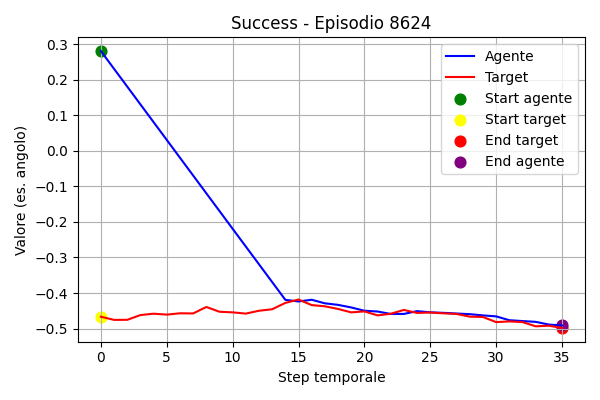 Success - Episodio 8624
Valore (es. angolo)
0.3
0.2
0.1
0.0
−0.1
−0.2
−0.3
−0.4
−0.5
Agente
Target
Start agente
Start target
End target
End agente
0 5 10 15 20 25 30 35
Step temporale